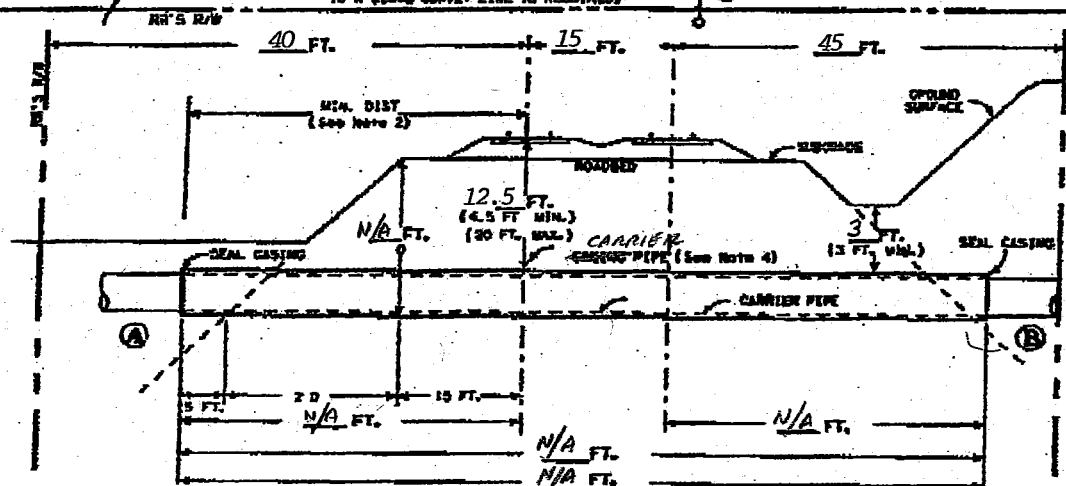 RR'S R/W
40 FT.
15 FT.
45 FT.
RR'S R/W
MIN. DIST
(See Note 2)
GROUND
SURFACE
SUBGRADE
ROADBED
12.5 FT.
(4.5 FT MIN.)
(20 FT. MAX.)
N/A FT.
3 FT.
(3 FT. MIN.)
CARRIER
SEAL CASING
CASING PIPE (See Note 4)
SEAL CASING
CARRIER PIPE
A
B
5 FT.
2 D
15 FT.
N/A FT.
N/A FT.
N/A FT.
N/A FT.